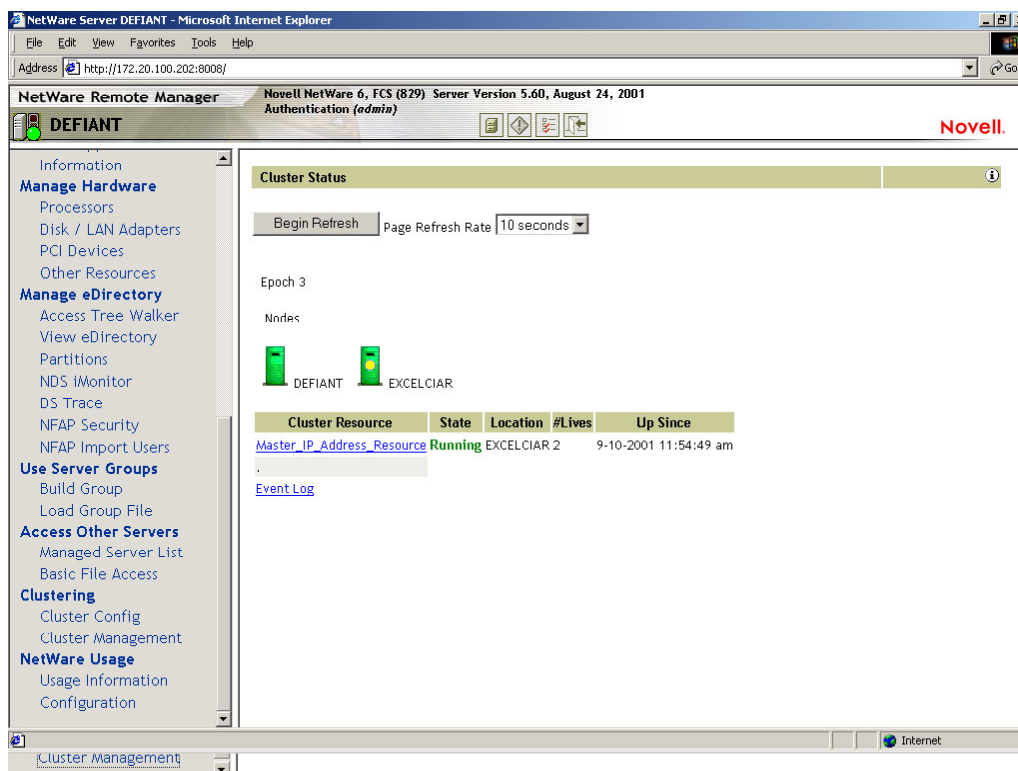 NetWare Server DEFIANT - Microsoft Internet Explorer
File Edit View Favorites Tools Help
Address http://172.20.100.202:8008/ Go
NetWare Remote Manager
Novell NetWare 6, FCS (829) Server Version 5.60, August 24, 2001
Authentication (admin)
DEFIANT
Novell.
Information
Manage Hardware
Processors
Disk / LAN Adapters
PCI Devices
Other Resources
Manage eDirectory
Access Tree Walker
View eDirectory
Partitions
NDS iMonitor
DS Trace
NFAP Security
NFAP Import Users
Use Server Groups
Build Group
Load Group File
Access Other Servers
Managed Server List
Basic File Access
Clustering
Cluster Config
Cluster Management
NetWare Usage
Usage Information
Configuration
Cluster Status
Begin Refresh Page Refresh Rate 10 seconds
Epoch 3
Nodes
DEFIANT EXCELCIAR
Cluster Resource State Location #Lives Up Since
Master_IP_Address_Resource Running EXCELCIAR 2 9-10-2001 11:54:49 am
.
Event Log
Internet
Cluster Management